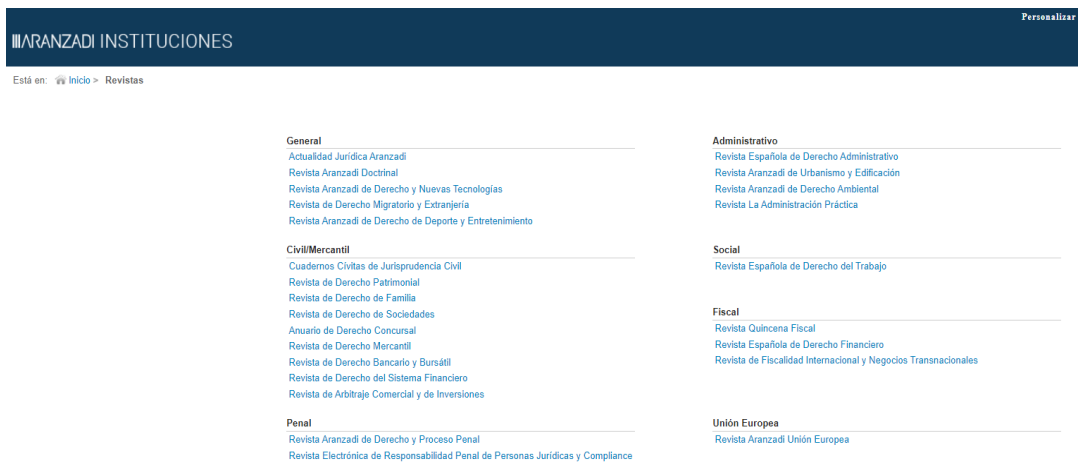 Personalizar
ARANZADI INSTITUCIONES
Está en: Inicio > Revistas
General
Actualidad Jurídica Aranzadi
Revista Aranzadi Doctrinal
Revista Aranzadi de Derecho y Nuevas Tecnologías
Revista de Derecho Migratorio y Extranjería
Revista Aranzadi de Derecho de Deporte y Entretenimiento
Civil/Mercantil
Cuadernos Civitas de Jurisprudencia Civil
Revista de Derecho Patrimonial
Revista de Derecho de Familia
Revista de Derecho de Sociedades
Anuario de Derecho Concursal
Revista de Derecho Mercantil
Revista de Derecho Bancario y Bursátil
Revista de Derecho del Sistema Financiero
Revista de Arbitraje Comercial y de Inversiones
Penal
Revista Aranzadi de Derecho y Proceso Penal
Revista Electrónica de Responsabilidad Penal de Personas Jurídicas y Compliance
Administrativo
Revista Española de Derecho Administrativo
Revista Aranzadi de Urbanismo y Edificación
Revista Aranzadi de Derecho Ambiental
Revista La Administración Práctica
Social
Revista Española de Derecho del Trabajo
Fiscal
Revista Quincena Fiscal
Revista Española de Derecho Financiero
Revista de Fiscalidad Internacional y Negocios Transnacionales
Unión Europea
Revista Aranzadi Unión Europea